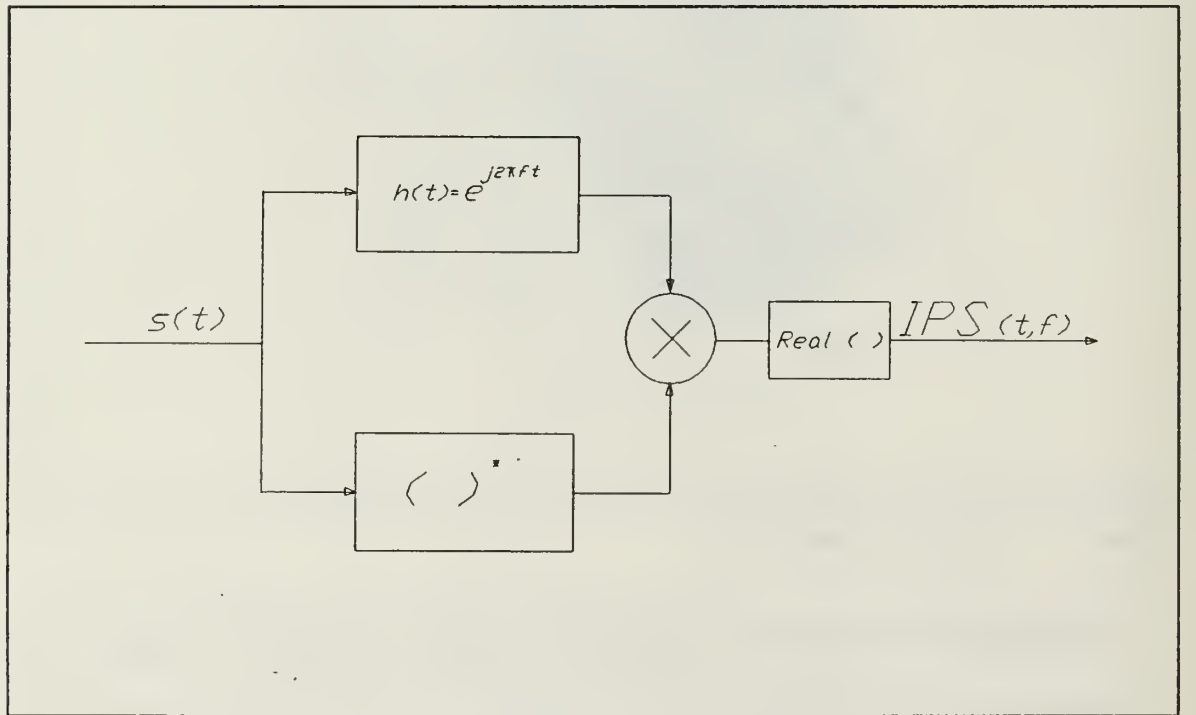 h(t)=e^j2πft
s(t)
Real ( )
IPS (t,f)
( )*